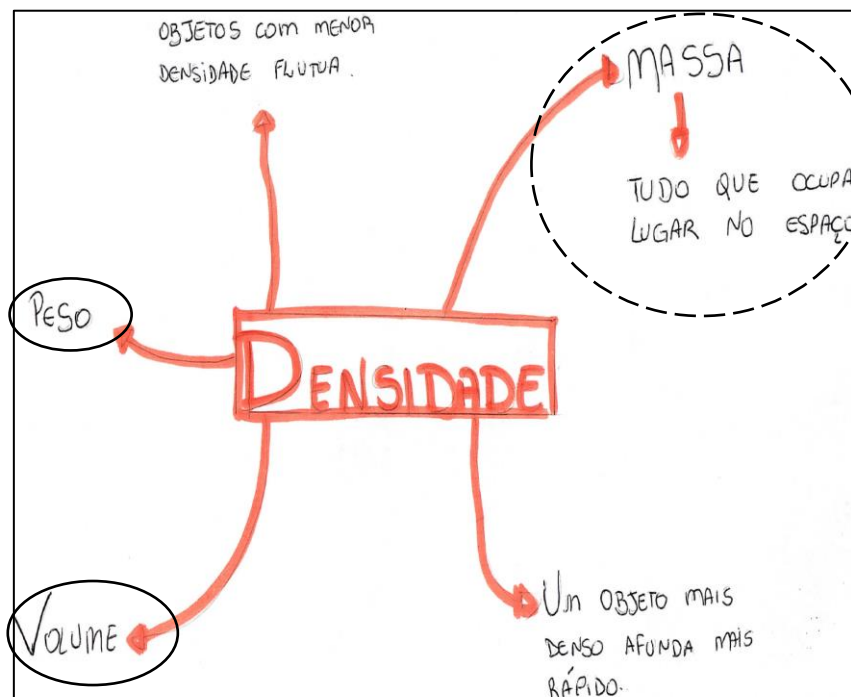 OBJETOS COM MENOR
DENSIDADE FLUTUA.
MASSA
TUDO QUE OCUPA
LUGAR NO ESPAÇO
PESO
DENSIDADE
VOLUME
UM OBJETO MAIS
DENSO AFUNDA MAIS
RÁPIDO.